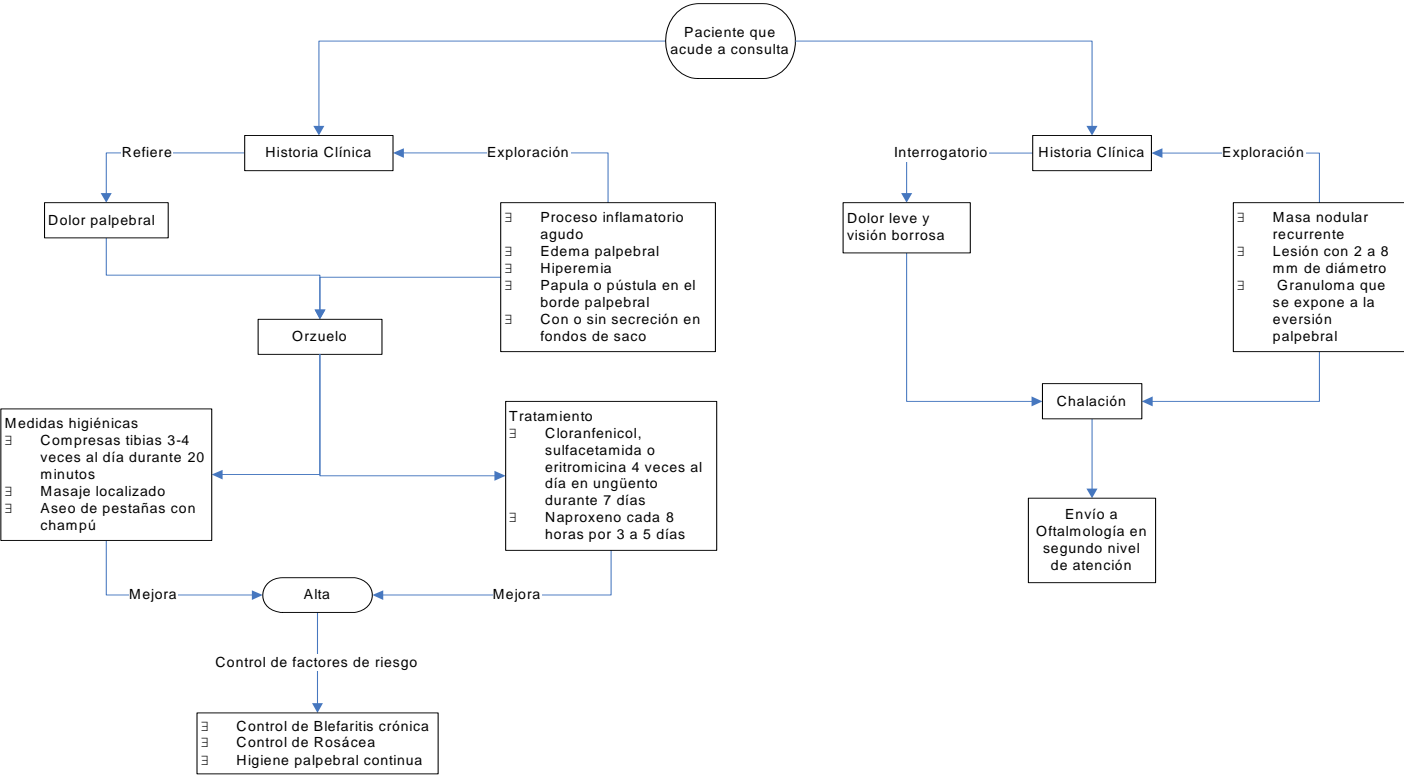 Paciente que
acude a consulta
Refiere
Historia Clínica
Exploración
Dolor palpebral
∃ Proceso inflamatorio
agudo
∃ Edema palpebral
∃ Hiperemia
∃ Papula o pústula en el
borde palpebral
∃ Con o sin secreción en
fondos de saco
Orzuelo
Medidas higiénicas
∃ Compresas tibias 3-4
veces al día durante 20
minutos
∃ Masaje localizado
∃ Aseo de pestañas con
champú
Tratamiento
∃ Cloranfenicol,
sulfacetamida o
eritromicina 4 veces al
día en ungüento
durante 7 días
∃ Naproxeno cada 8
horas por 3 a 5 días
Mejora
Alta
Mejora
Control de factores de riesgo
∃ Control de Blefaritis crónica
∃ Control de Rosácea
∃ Higiene palpebral continua
Interrogatorio
Historia Clínica
Exploración
Dolor leve y
visión borrosa
∃ Masa nodular
recurrente
∃ Lesión con 2 a 8
mm de diámetro
∃ Granuloma que
se expone a la
eversión
palpebral
Chalación
Envío a
Oftalmología en
segundo nivel
de atención